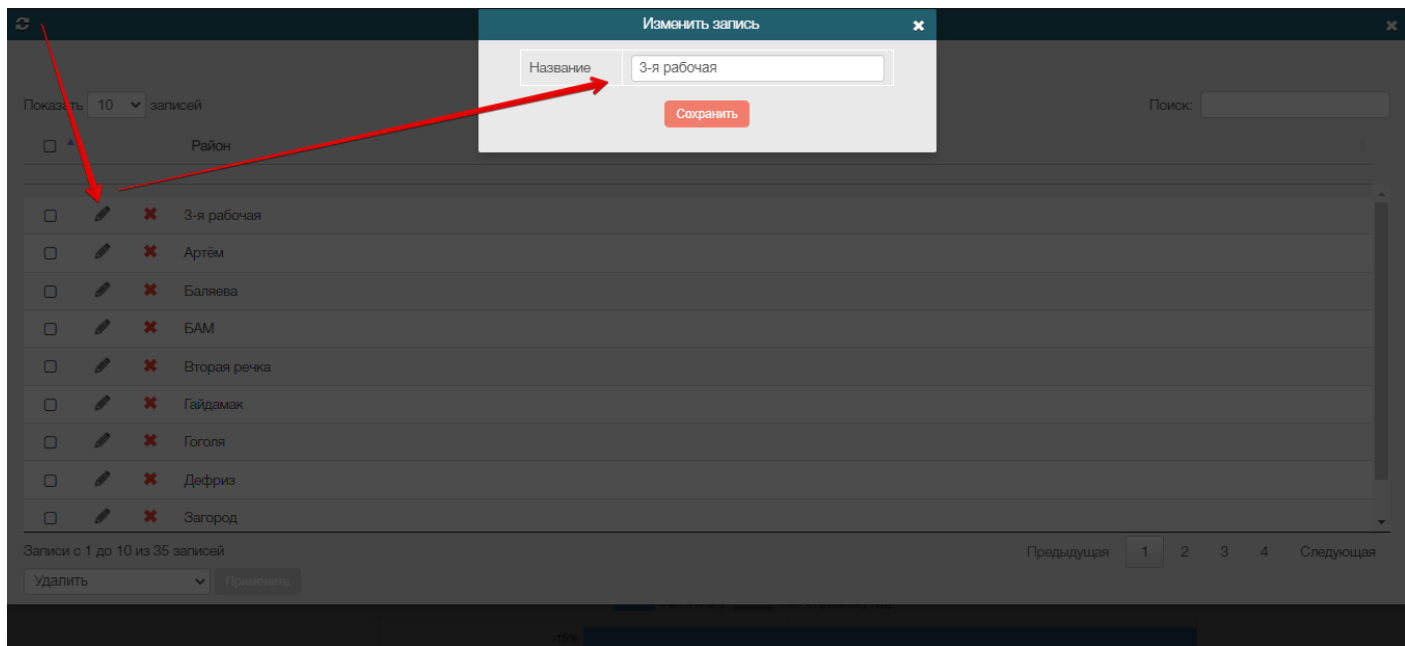 Изменить запись
Название 3-я рабочая
Сохранить
Показать 10 записей Поиск:
Район
3-я рабочая
Артём
Баляева
БАМ
Вторая речка
Гайдамак
Гоголя
Дефриз
Загород
Записи с 1 до 10 из 35 записей Предыдущая 1 2 3 4 Следующая
Удалить Применить
-15%